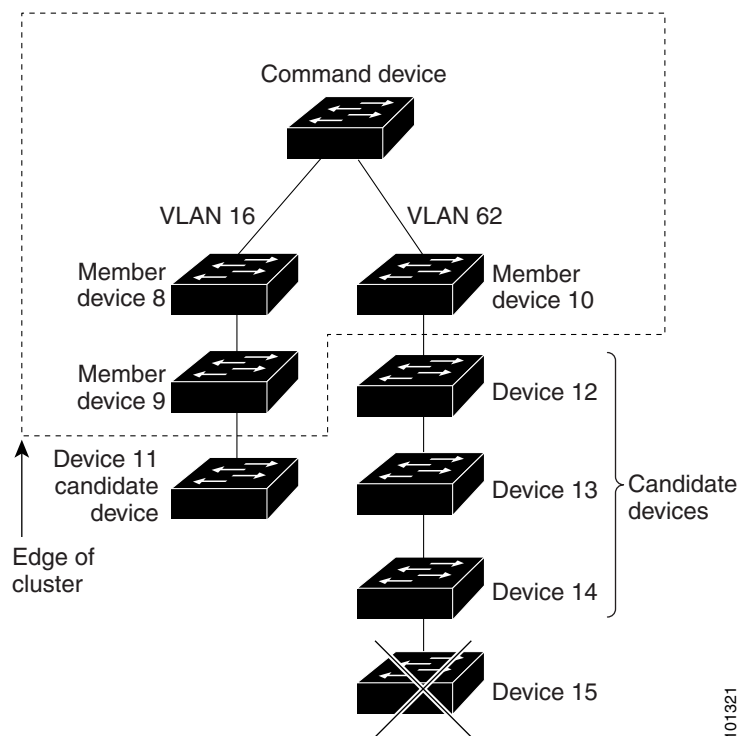 Command device
VLAN 16
VLAN 62
Member
device 8
Member
device 10
Member
device 9
Device 12
Device 11
candidate
device
Device 13
Candidate
devices
Edge of
cluster
Device 14
Device 15
101321